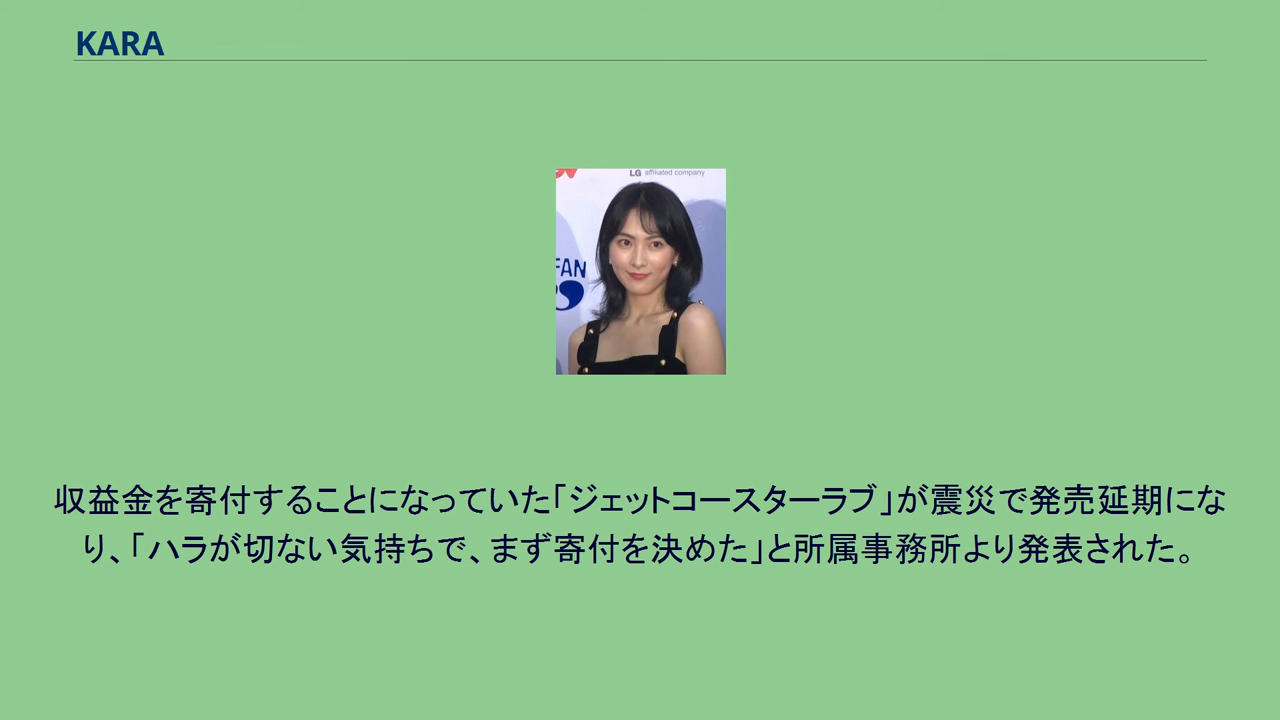 KARA
LG affiliated company
FAN
収益金を寄付することになっていた「ジェットコースターラブ」が震災で発売延期にな
り、「ハラが切ない気持ちで、まず寄付を決めた」と所属事務所より発表された。